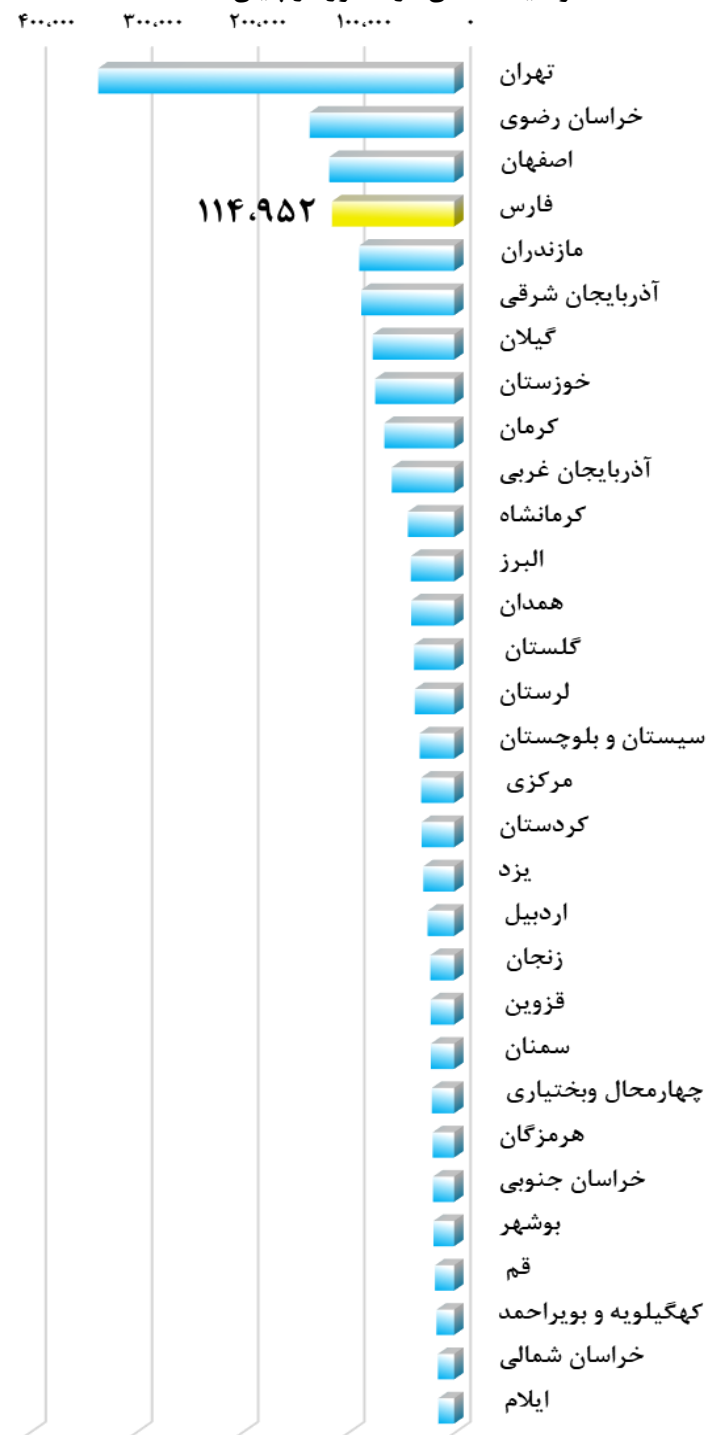 ۴۰۰،۰۰۰ ۳۰۰،۰۰۰ ۲۰۰،۰۰۰ ۱۰۰،۰۰۰ ۰
تهران
خراسان رضوی
اصفهان
فارس ۱۱۴،۹۵۲
مازندران
آذربایجان شرقی
گیلان
خوزستان
کرمان
آذربایجان غربی
کرمانشاه
البرز
همدان
گلستان
لرستان
سیستان و بلوچستان
مرکزی
کردستان
یزد
اردبیل
زنجان
قزوین
سمنان
چهارمحال وبختیاری
هرمزگان
خراسان جنوبی
بوشهر
قم
کهگیلویه و بویراحمد
خراسان شمالی
ایلام